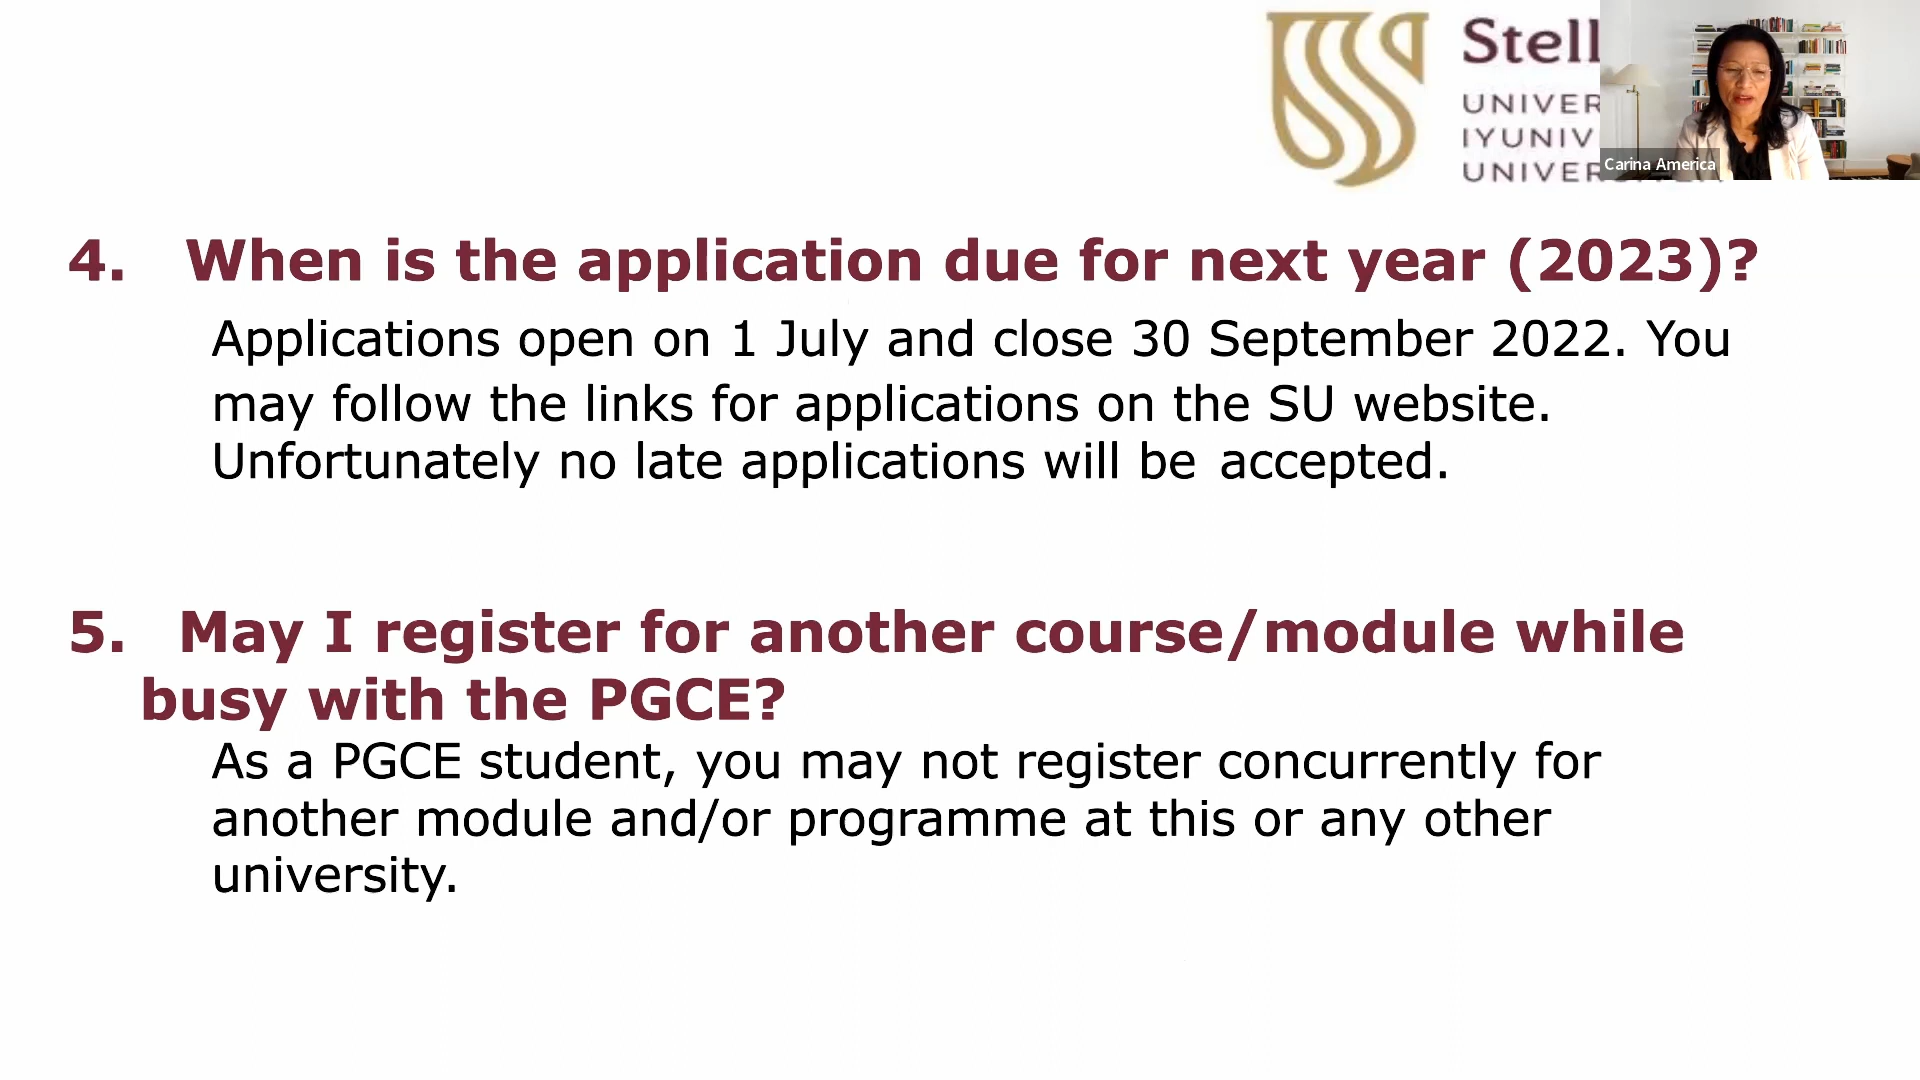 Stell
UNIVER
IYUNIV
UNIVER
Carina America
4. When is the application due for next year (2023)?
Applications open on 1 July and close 30 September 2022. You
may follow the links for applications on the SU website.
Unfortunately no late applications will be accepted.
5. May I register for another course/module while
busy with the PGCE?
As a PGCE student, you may not register concurrently for
another module and/or programme at this or any other
university.